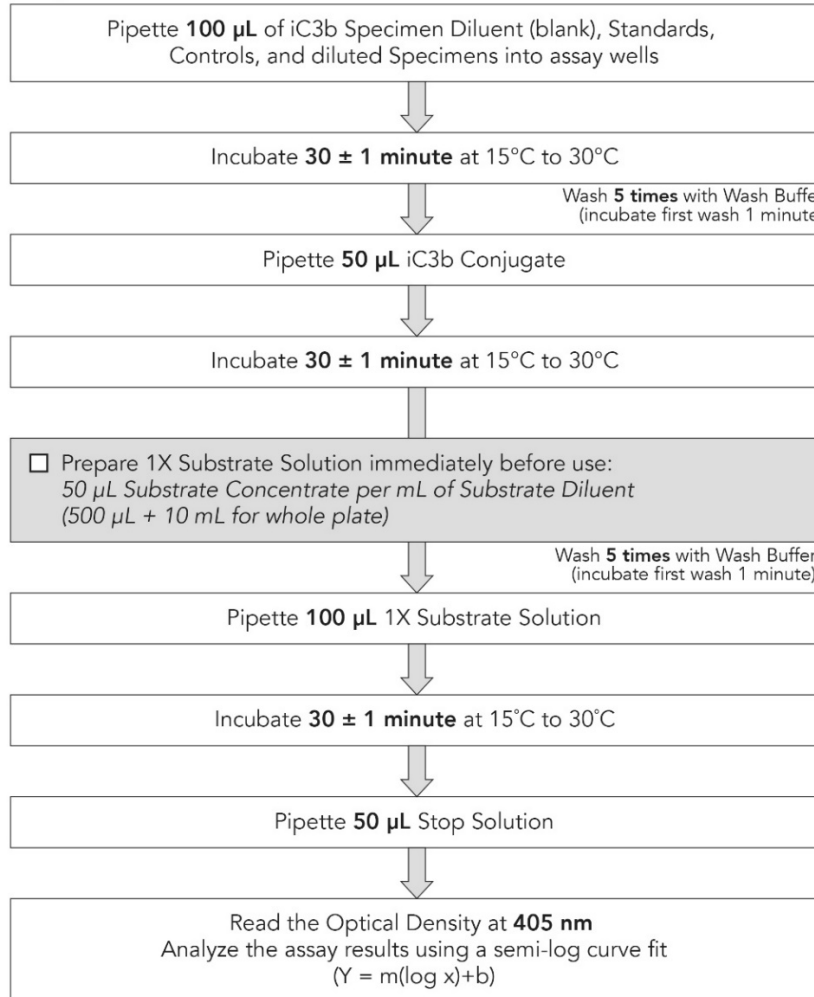 Pipette 100 µL of iC3b Specimen Diluent (blank), Standards,
Controls, and diluted Specimens into assay wells
Incubate 30 ± 1 minute at 15°C to 30°C
Wash 5 times with Wash Buffe
(incubate first wash 1 minute
Pipette 50 µL iC3b Conjugate
Incubate 30 ± 1 minute at 15°C to 30°C
Prepare 1X Substrate Solution immediately before use:
50 µL Substrate Concentrate per mL of Substrate Diluent
(500 µL + 10 mL for whole plate)
Wash 5 times with Wash Buffer
(incubate first wash 1 minute)
Pipette 100 µL 1X Substrate Solution
Incubate 30 ± 1 minute at 15°C to 30°C
Pipette 50 µL Stop Solution
Read the Optical Density at 405 nm
Analyze the assay results using a semi-log curve fit
(Y = m(log x)+b)